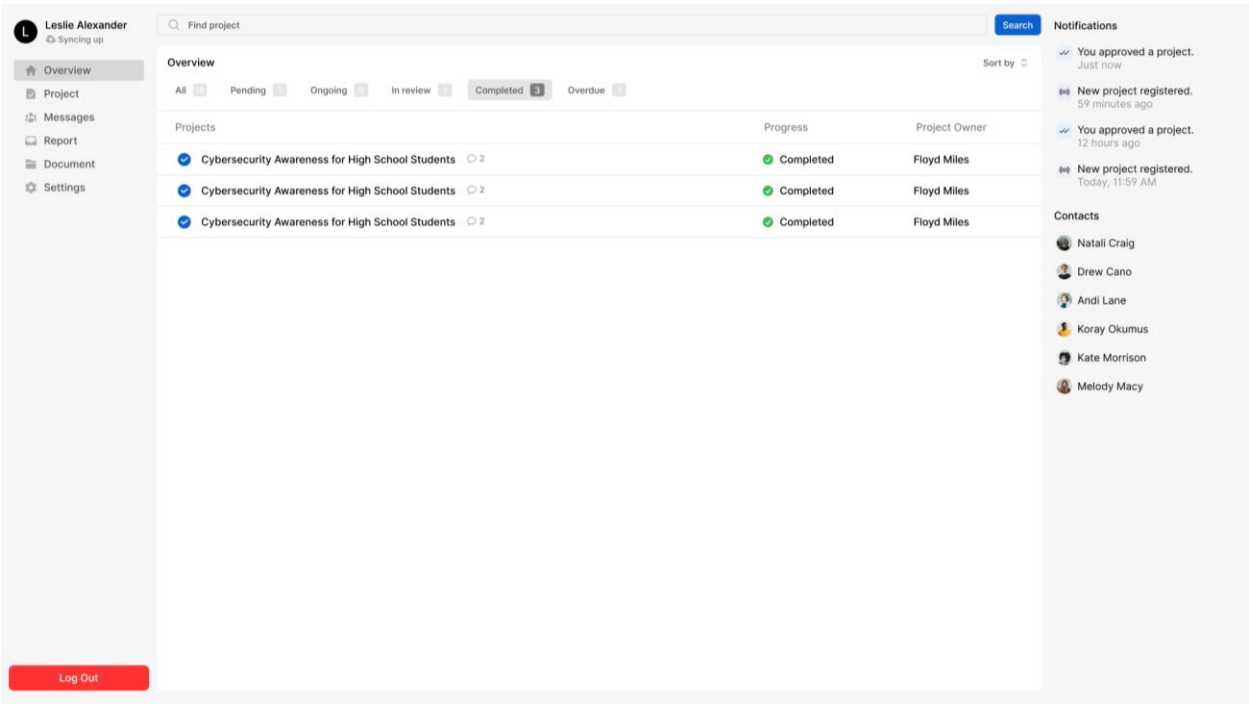 L
Leslie Alexander
Syncing up
Overview
Project
Messages
Report
Document
Settings
Log Out
Find project
Search
Overview
Sort by
All
Pending 1
Ongoing
In review 1
Completed 3
Overdue 1
Projects Progress Project Owner
Cybersecurity Awareness for High School Students 2 Completed Floyd Miles
Cybersecurity Awareness for High School Students 2 Completed Floyd Miles
Cybersecurity Awareness for High School Students 2 Completed Floyd Miles
Notifications
You approved a project.
Just now
New project registered.
59 minutes ago
You approved a project.
12 hours ago
New project registered.
Today, 11:59 AM
Contacts
Natali Craig
Drew Cano
Andi Lane
Koray Okumus
Kate Morrison
Melody Macy